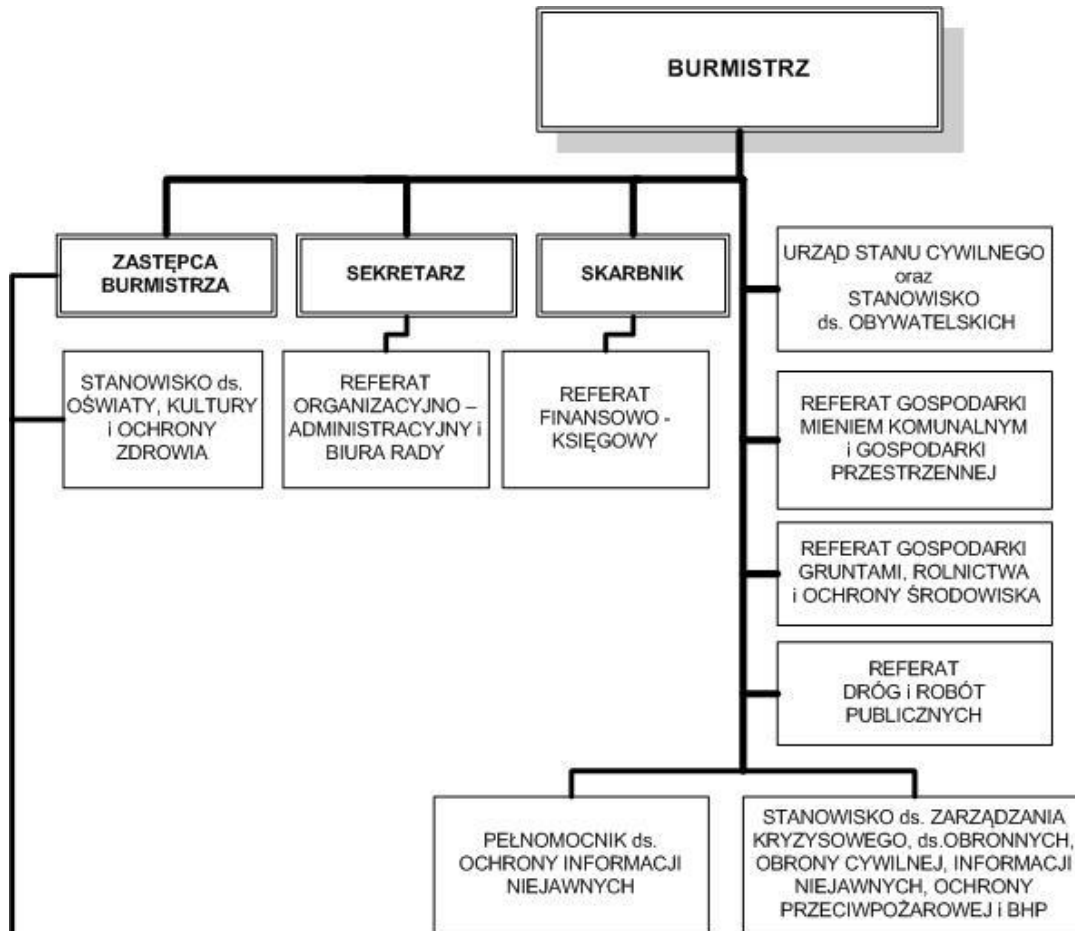 BURMISTRZ
ZASTĘPCA
BURMISTRZA
SEKRETARZ
SKARBNIK
URZĄD STANU CYWILNEGO
oraz
STANOWISKO
ds. OBYWATELSKICH
STANOWISKO ds.
OŚWIATY, KULTURY
i OCHRONY
ZDROWIA
REFERAT
ORGANIZACYJNO –
ADMINISTRACYJNY i
BIURA RADY
REFERAT
FINANSOWO -
KSIĘGOWY
REFERAT GOSPODARKI
MIENIEM KOMUNALNYM
i GOSPODARKI
PRZESTRZENNEJ
REFERAT GOSPODARKI
GRUNTAMI, ROLNICTWA
i OCHRONY ŚRODOWISKA
REFERAT
DRÓG i ROBÓT
PUBLICZNYCH
PEŁNOMOCNIK ds.
OCHRONY INFORMACJI
NIEJAWNYCH
STANOWISKO ds. ZARZĄDZANIA
KRYZYSOWEGO, ds.OBRONNYCH,
OBRONY CYWILNEJ, INFORMACJI
NIEJAWNYCH, OCHRONY
PRZECIWPOŻAROWEJ i BHP